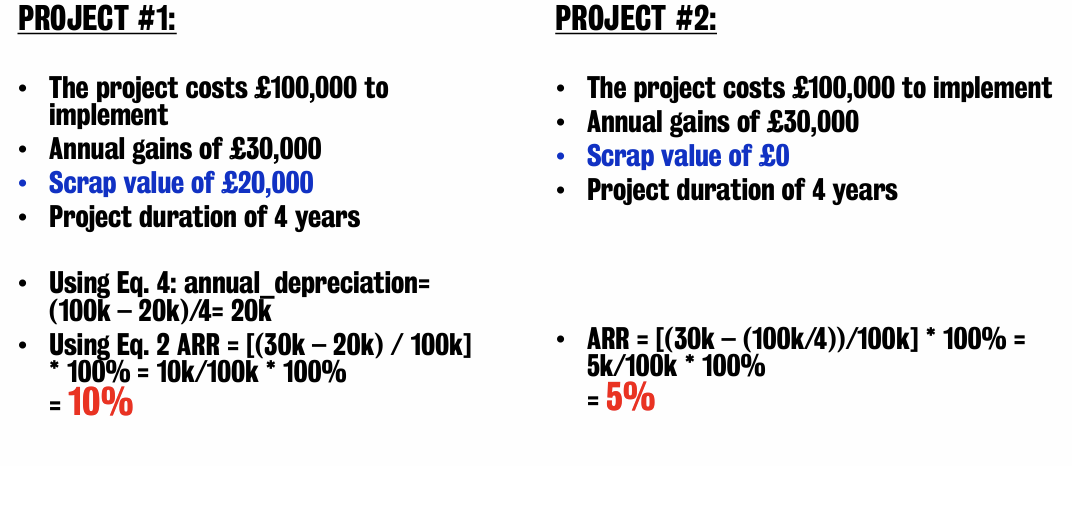 PROJECT #1:
• The project costs £100,000 to
implement
• Annual gains of £30,000
• Scrap value of £20,000
• Project duration of 4 years
• Using Eq. 4: annual_depreciation=
(100k – 20k)/4= 20k
• Using Eq. 2 ARR = [(30k – 20k) / 100k]
* 100% = 10k/100k * 100%
= 10%
PROJECT #2:
• The project costs £100,000 to implement
• Annual gains of £30,000
• Scrap value of £0
• Project duration of 4 years
• ARR = [(30k – (100k/4))/100k] * 100% =
5k/100k * 100%
= 5%